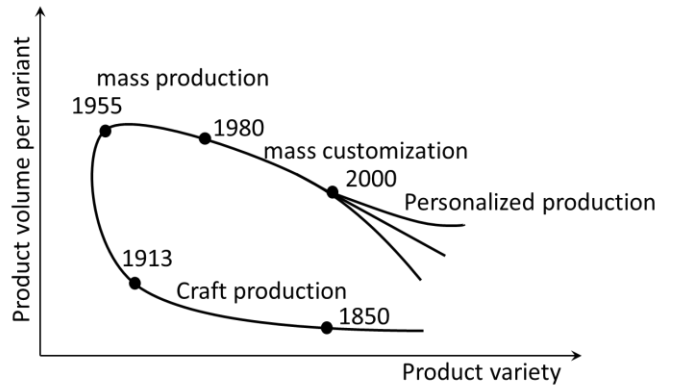 mass production
1955
1980
mass customization
2000
Personalized production
1913
Craft production
1850
Product variety
Product volume per variant